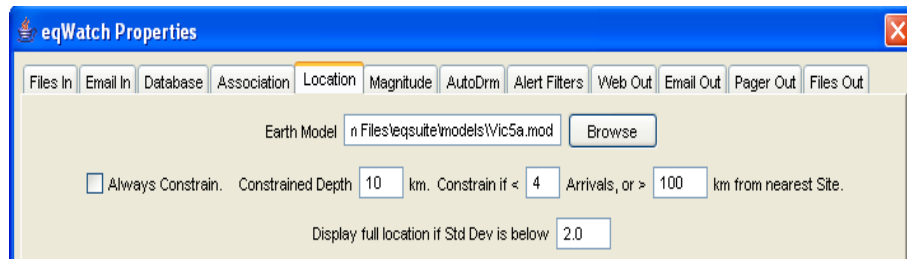 eqWatch Properties
Files In Email In Database Association Location Magnitude AutoDrm Alert Filters Web Out Email Out Pager Out Files Out
Earth Model n Files\eqsuite\models\Vic5a.mod Browse
Always Constrain. Constrained Depth 10 km. Constrain if < 4 Arrivals, or > 100 km from nearest Site.
Display full location if Std Dev is below 2.0